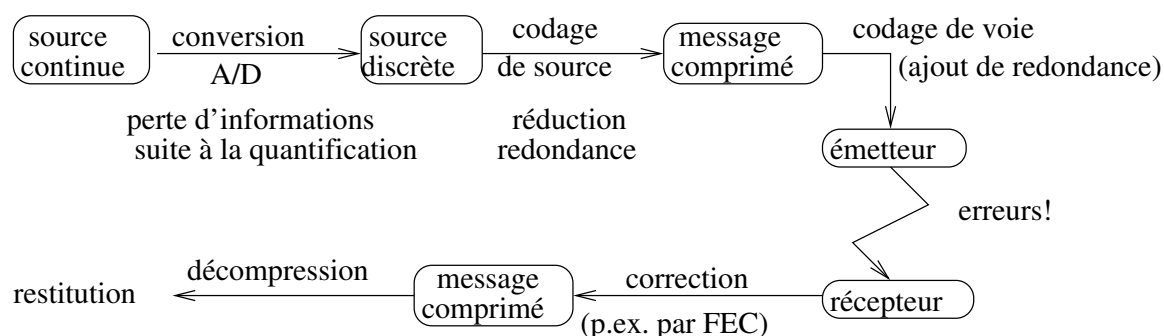 source
continue
conversion
A/D
source
discrète
codage
de source
message
comprimé
codage de voie
(ajout de redondance)
perte d'informations
suite à la quantification
réduction
redondance
émetteur
erreurs!
restitution
décompression
message
comprimé
correction
(p.ex. par FEC)
récepteur